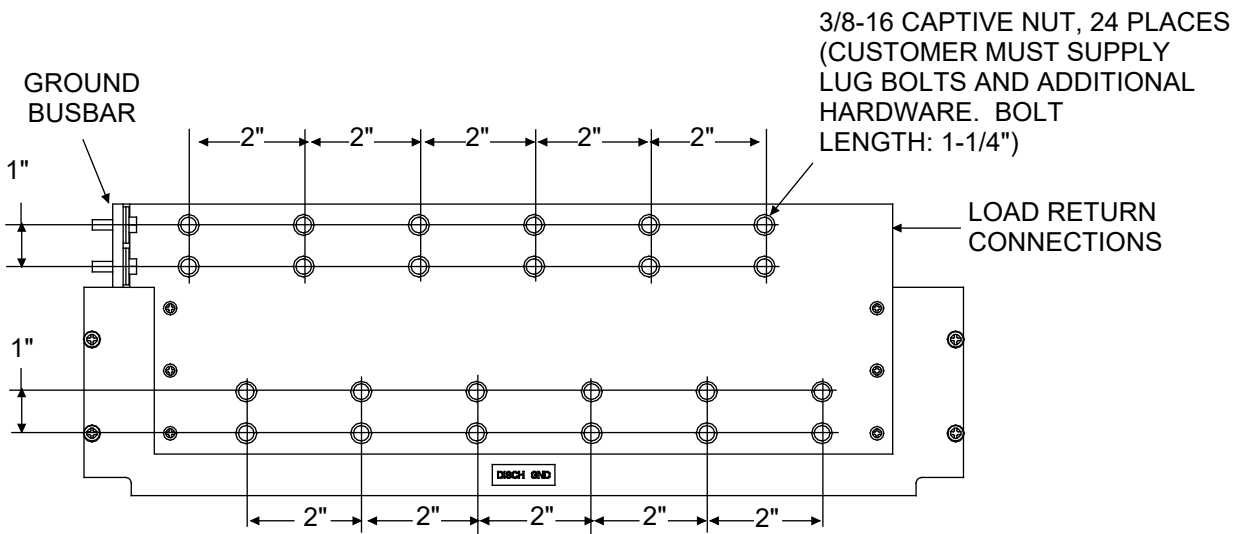 3/8-16 CAPTIVE NUT, 24 PLACES
(CUSTOMER MUST SUPPLY
LUG BOLTS AND ADDITIONAL
HARDWARE.  BOLT
LENGTH: 1-1/4")
GROUND
BUSBAR
2"
2"
2"
2"
2"
1"
LOAD RETURN
CONNECTIONS
1"
DISCH GND
2"
2"
2"
2"
2"